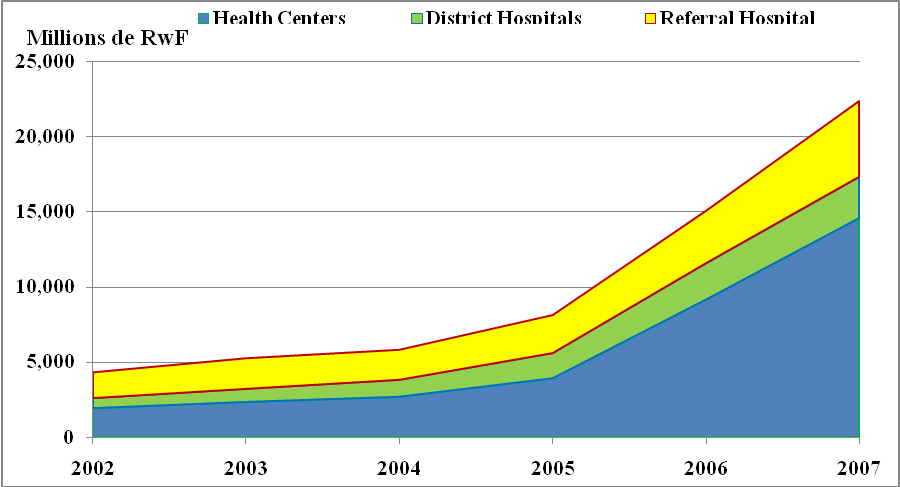 Health Centers District Hospitals Referral Hospital
Millions de RwF
25,000
20,000
15,000
10,000
5,000
0
2002 2003 2004 2005 2006 2007